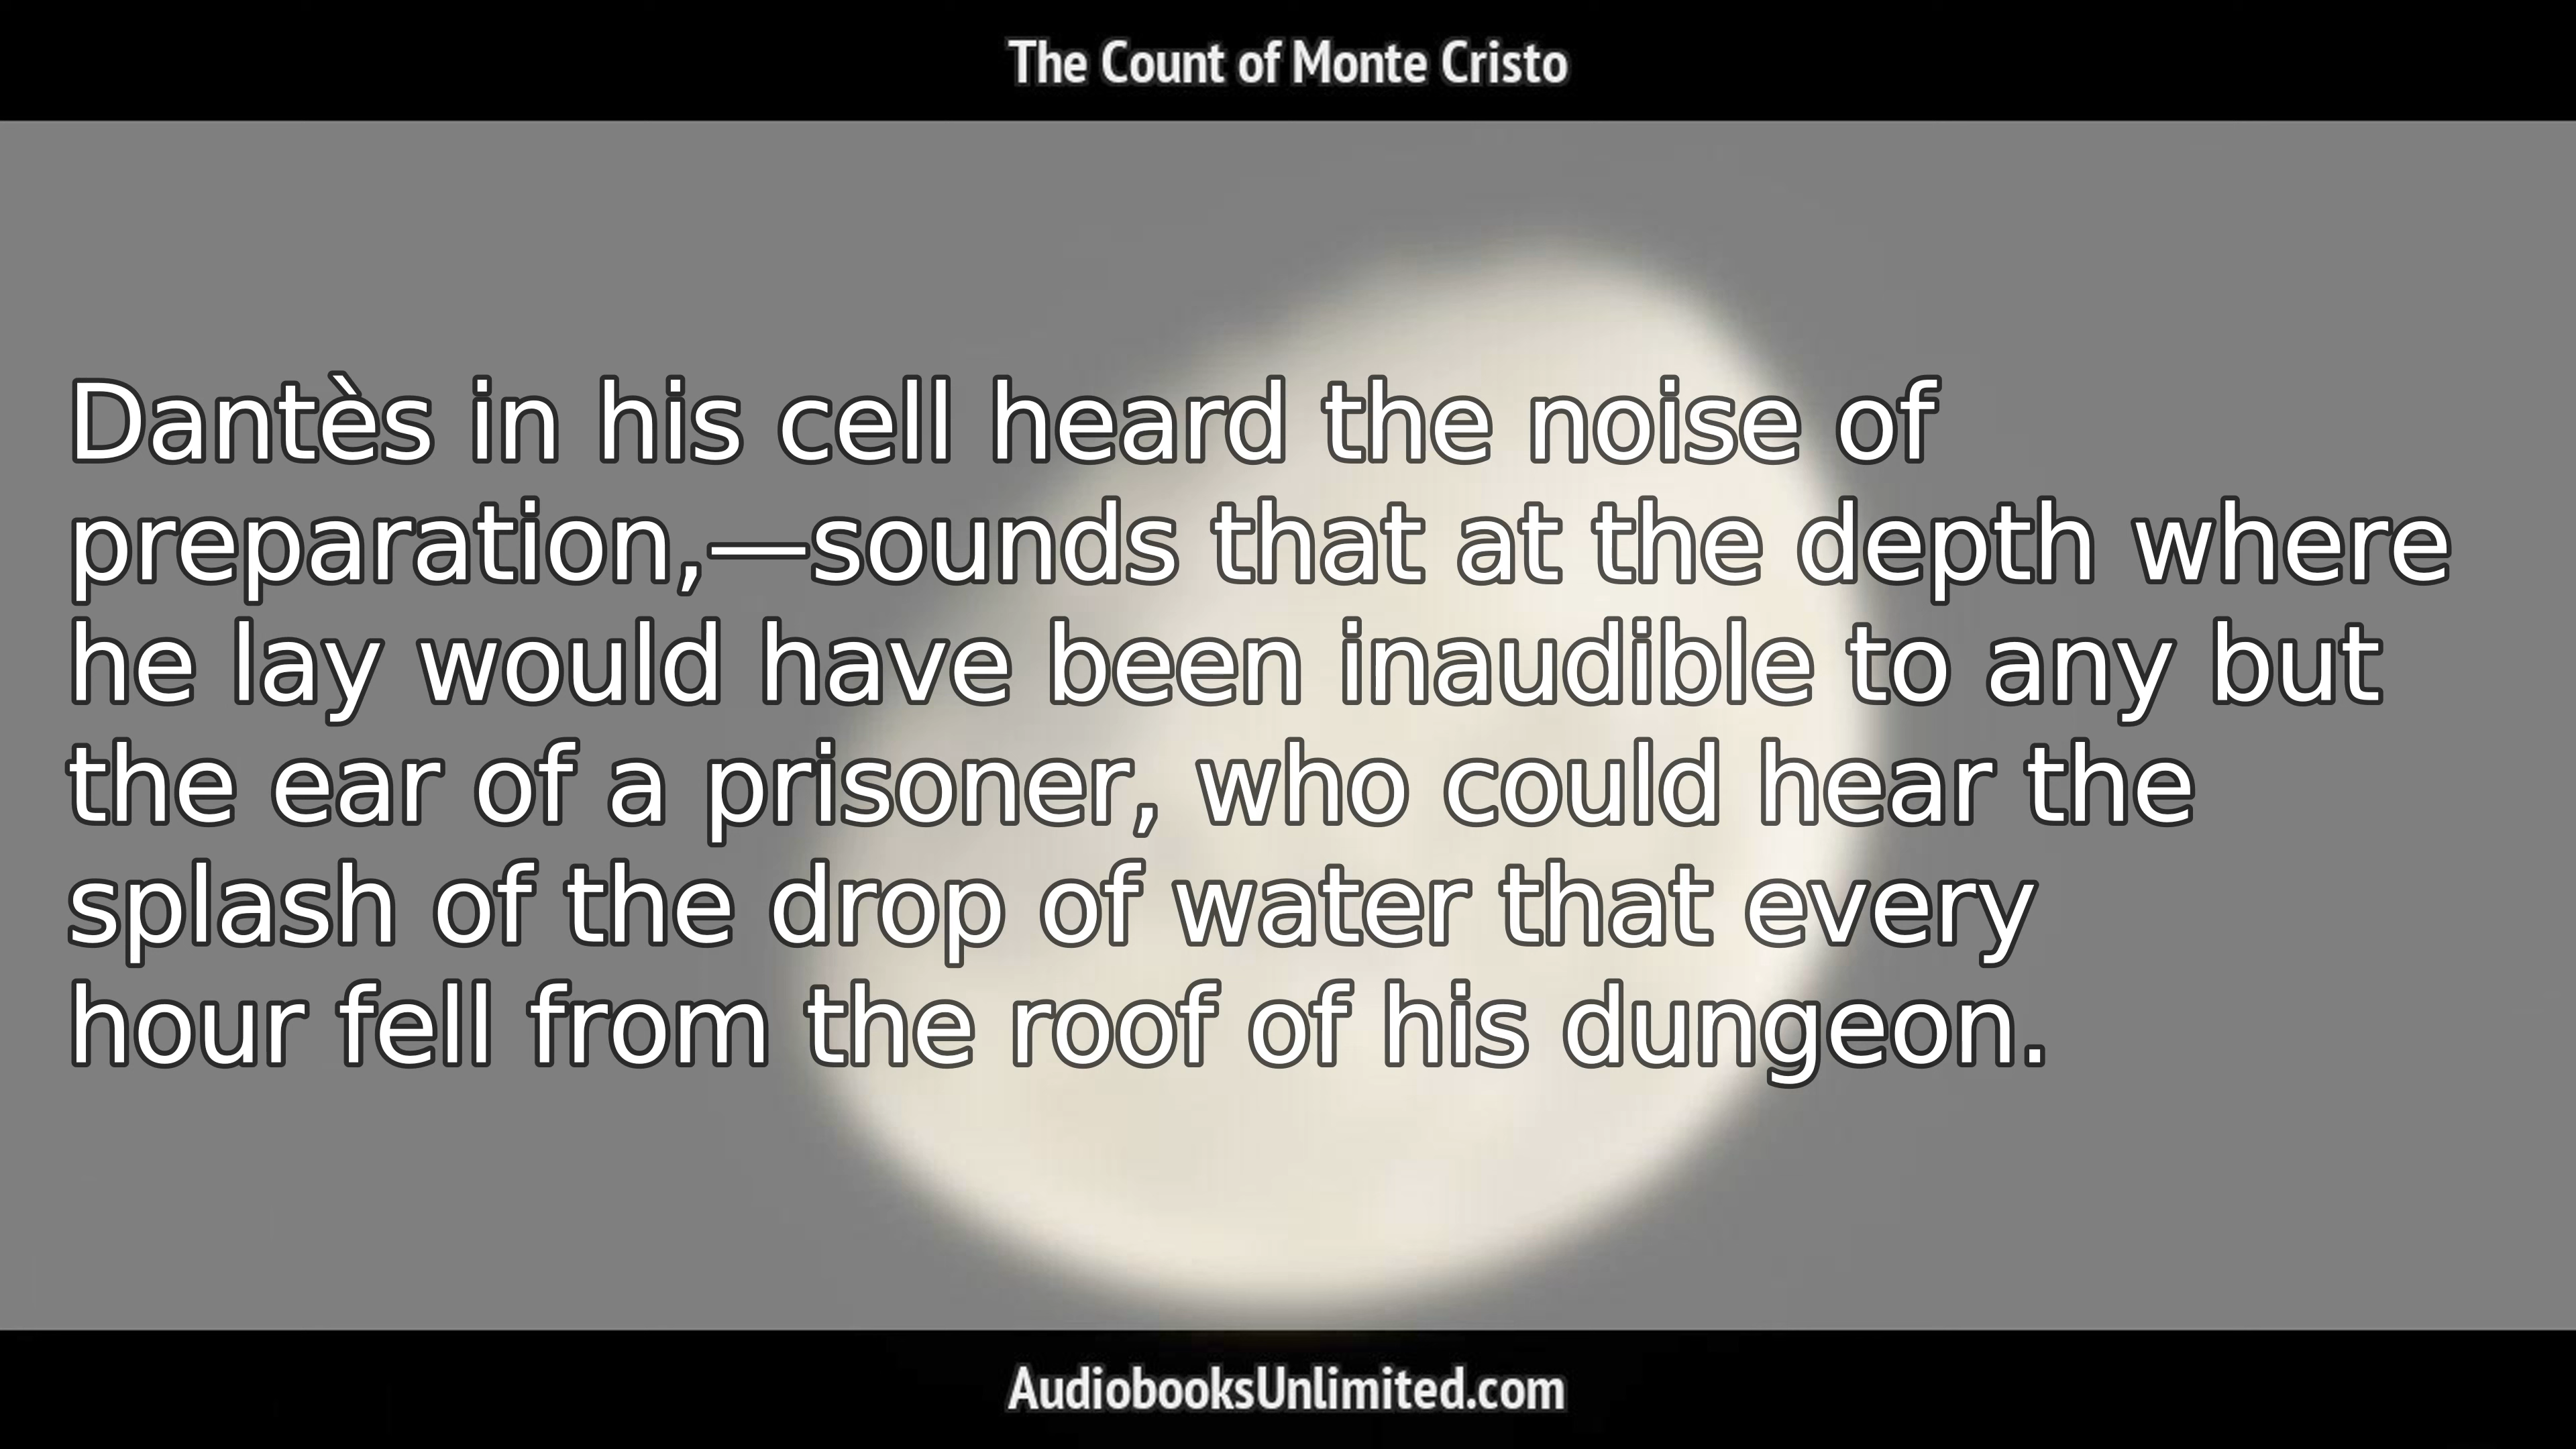 The Count of Monte Cristo
Dantès in his cell heard the noise of
preparation,—sounds that at the depth where
he lay would have been inaudible to any but
the ear of a prisoner, who could hear the
splash of the drop of water that every
hour fell from the roof of his dungeon.
AudiobooksUnlimited.com